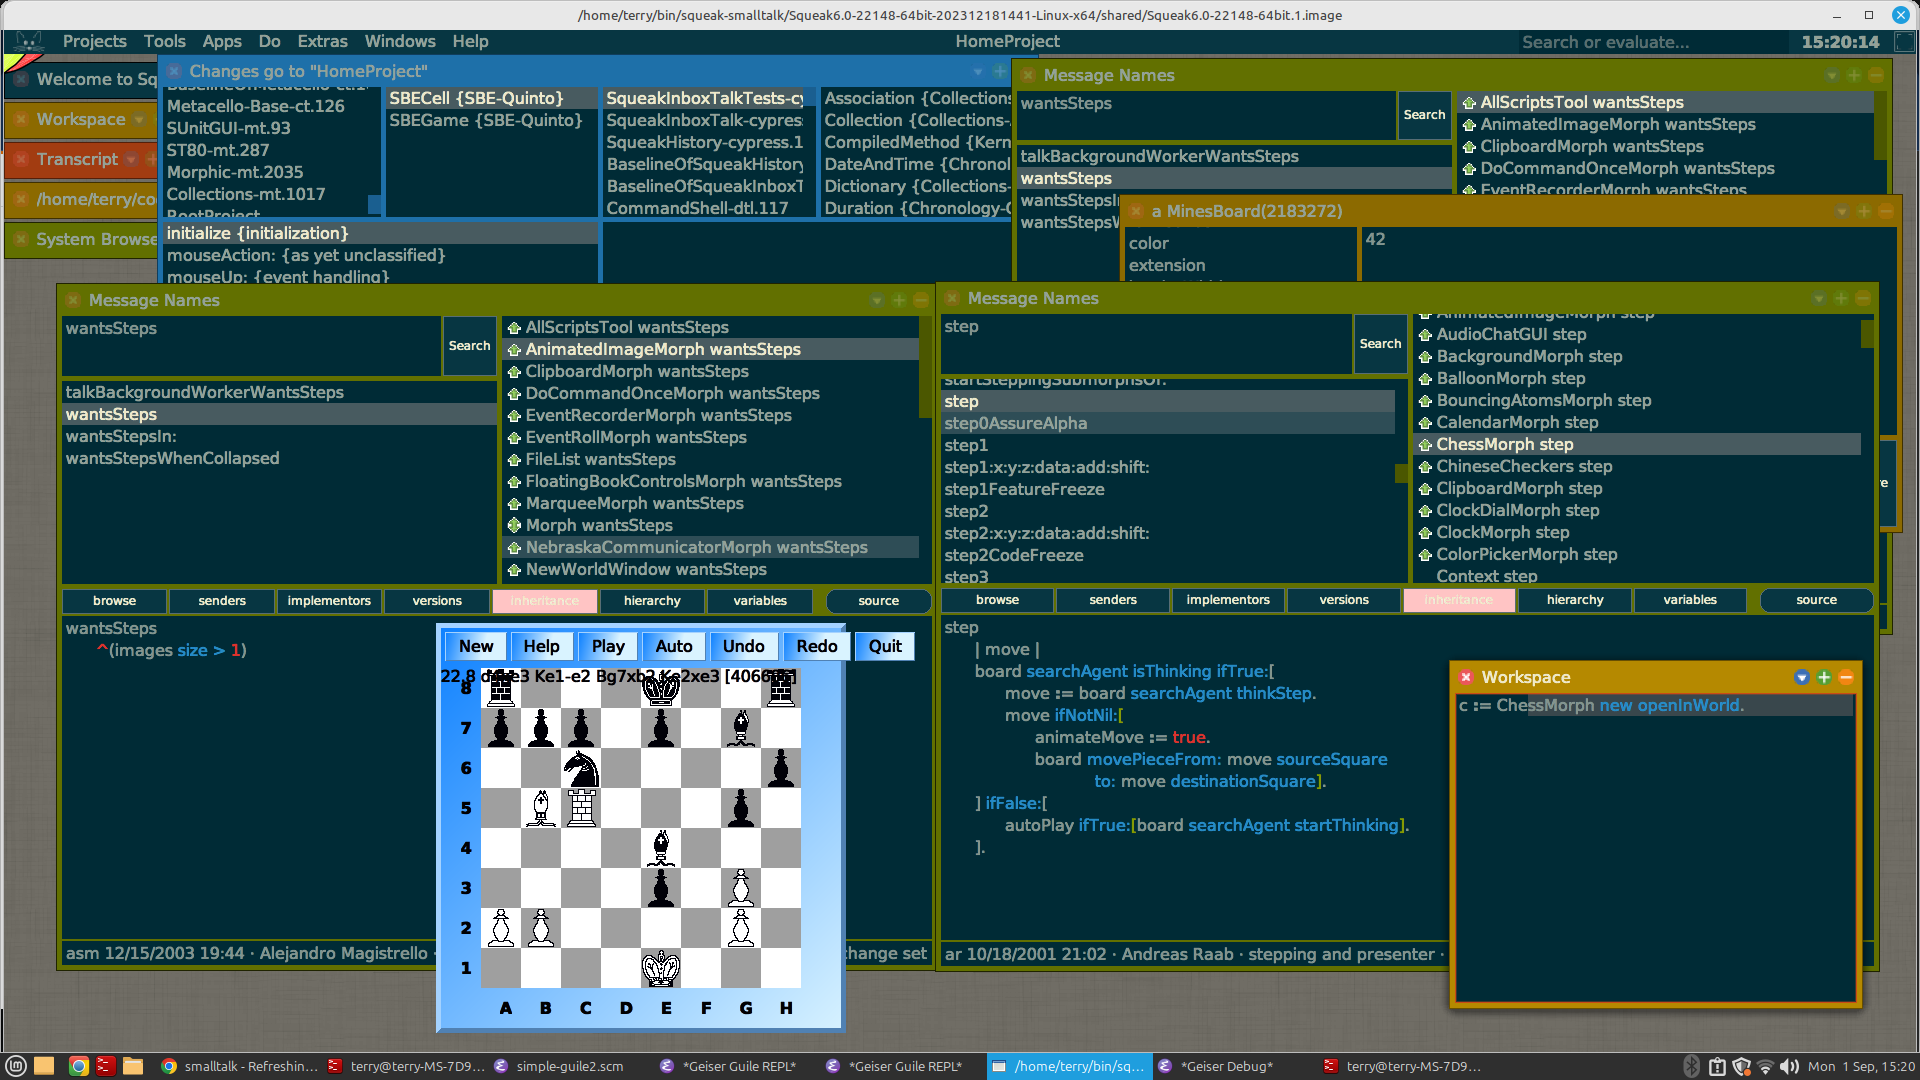 /home/terry/bin/squeak-smalltalk/Squeak6.0-22148-64bit-202312181441-Linux-x64/shared/Squeak6.0-22148-64bit.1.image
Projects Tools Apps Do Extras Windows Help
HomeProject
Search or evaluate...
15:20:14
Welcome to Sq
Workspace
Transcript
/home/terry/co
System Browse
Changes go to "HomeProject"
Metacello-Base-ct.126
SUnitGUI-mt.93
ST80-mt.287
Morphic-mt.2035
Collections-mt.1017
RootProject
SBECell {SBE-Quinto}
SBEGame {SBE-Quinto}
SqueakInboxTalkTests-cy
SqueakInboxTalk-cypress
SqueakHistory-cypress.1
BaselineOfSqueakHistory
BaselineOfSqueakInboxT
CommandShell-dtl.117
Association {Collections
Collection {Collections-
CompiledMethod {Kern
DateAndTime {Chronol
Dictionary {Collections-
Duration {Chronology-C
initialize {initialization}
mouseAction: {as yet unclassified}
mouseUp: {event handling}
Message Names
wantsSteps
Search
talkBackgroundWorkerWantsSteps
wantsSteps
wantsStepsI
wantsStepsW
AllScriptsTool wantsSteps
AnimatedImageMorph wantsSteps
ClipboardMorph wantsSteps
DoCommandOnceMorph wantsSteps
EventRecorderMorph wantsSteps
a MinesBoard(2183272)
color
extension
42
Message Names
wantsSteps
Search
talkBackgroundWorkerWantsSteps
wantsSteps
wantsStepsIn:
wantsStepsWhenCollapsed
AllScriptsTool wantsSteps
AnimatedImageMorph wantsSteps
ClipboardMorph wantsSteps
DoCommandOnceMorph wantsSteps
EventRecorderMorph wantsSteps
EventRollMorph wantsSteps
FileList wantsSteps
FloatingBookControlsMorph wantsSteps
MarqueeMorph wantsSteps
Morph wantsSteps
NebraskaCommunicatorMorph wantsSteps
NewWorldWindow wantsSteps
browse senders implementors versions inheritance hierarchy variables source
wantsSteps
^(images size > 1)
asm 12/15/2003 19:44 · Alejandro Magistrello ·
hange set
Message Names
step
Search
startSteppingSubmorphsOf:
step
step0AssureAlpha
step1
step1:x:y:z:data:add:shift:
step1FeatureFreeze
step2
step2:x:y:z:data:add:shift:
step2CodeFreeze
step3
AnimatedImageMorph step
AudioChatGUI step
BackgroundMorph step
BalloonMorph step
BouncingAtomsMorph step
CalendarMorph step
ChessMorph step
ChineseCheckers step
ClipboardMorph step
ClockDialMorph step
ClockMorph step
ColorPickerMorph step
Context step
browse senders implementors versions inheritance hierarchy variables source
step
| move |
board searchAgent isThinking ifTrue:[
move := board searchAgent thinkStep.
move ifNotNil:[
animateMove := true.
board movePieceFrom: move sourceSquare
to: move destinationSquare].
] ifFalse:[
autoPlay ifTrue:[board searchAgent startThinking].
].
ar 10/18/2001 21:02 · Andreas Raab · stepping and presenter ·
New Help Play Auto Undo Redo Quit
Ke1-e2 Bg7xb2
8
7
6
5
4
3
2
1
A B C D E F G H
Workspace
c := ChessMorph new openInWorld.
smalltalk - Refreshin...
terry@terry-MS-7D9...
simple-guile2.scm
*Geiser Guile REPL*
*Geiser Guile REPL*
/home/terry/bin/sq...
*Geiser Debug*
terry@terry-MS-7D9...
Mon 1 Sep, 15:20